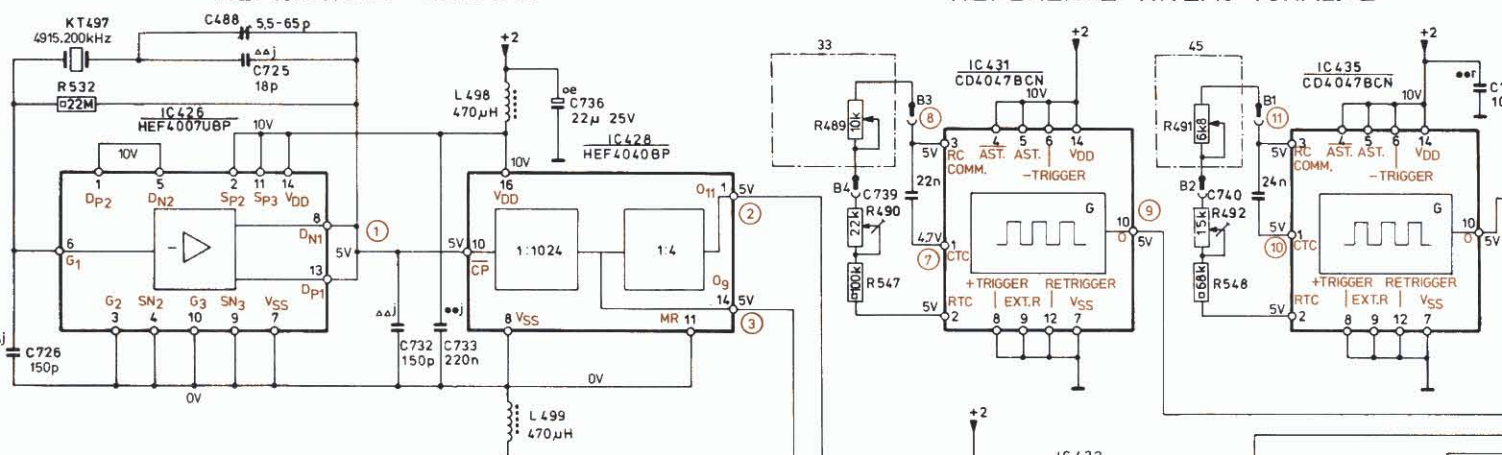 KT497
4915.200kHz
C488
5,5-65p
△△j
C725
18p
R532
22M
IC426
HEF4007UBP
10V
10V
1
5
2
11
14
DP2
DN2
SP2
SP3
VDD
8
DN1
1
5V
6
G1
13
DP1
G2
SN2
G3
SN3
VSS
3
4
10
9
7
j
C726
150p
0V
+2
L498
470µH
oe
C736
22µ 25V
IC428
HEF4040BP
10V
16
VDD
O11
1
5V
2
5V
10
CP
1:1024
1:4
O9
14
5V
3
8
VSS
MR
11
△△j
C732
150p
●●j
C733
220n
0V
L499
470µH
33
R489
10k
B3
8
5V
B4
C739
22n
R490
22k
4.7V
7
R547
100k
5V
+2
IC431
CD4047BCN
10V
3
4
5
6
14
RC
COMM.
AST.
AST.
VDD
-TRIGGER
G
10
O
9
5V
1
CTC
+TRIGGER
RETRIGGER
RTC
EXT.R
VSS
2
8
9
12
7
45
R491
6k8
B1
11
5V
B2
C740
24n
R492
15k
5V
10
R548
68k
5V
+2
IC435
CD4047BCN
10V
●●r
3
4
5
6
14
RC
COMM.
AST.
AST.
VDD
-TRIGGER
G
10
O
5V
1
CTC
+TRIGGER
RETRIGGER
RTC
EXT.R
VSS
2
8
9
12
7
+2